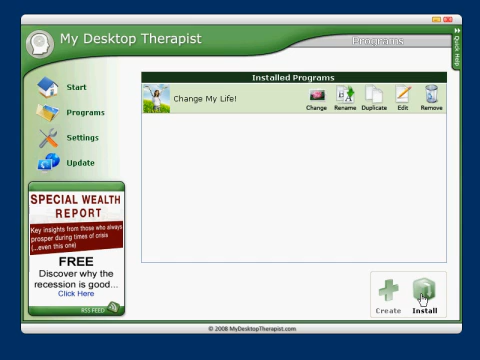 My Desktop Therapist
Programs
Quick Help
Start
Programs
Settings
Update
Installed Programs
Change My Life!
Change Rename Duplicate Edit Remove
SPECIAL WEALTH
REPORT
Key insights from those who always
prosper during times of crisis
(...even this one)
FREE
Discover why the
recession is good...
Click Here
RSS FEED
Create Install
© 2008 MyDesktopTherapist.com